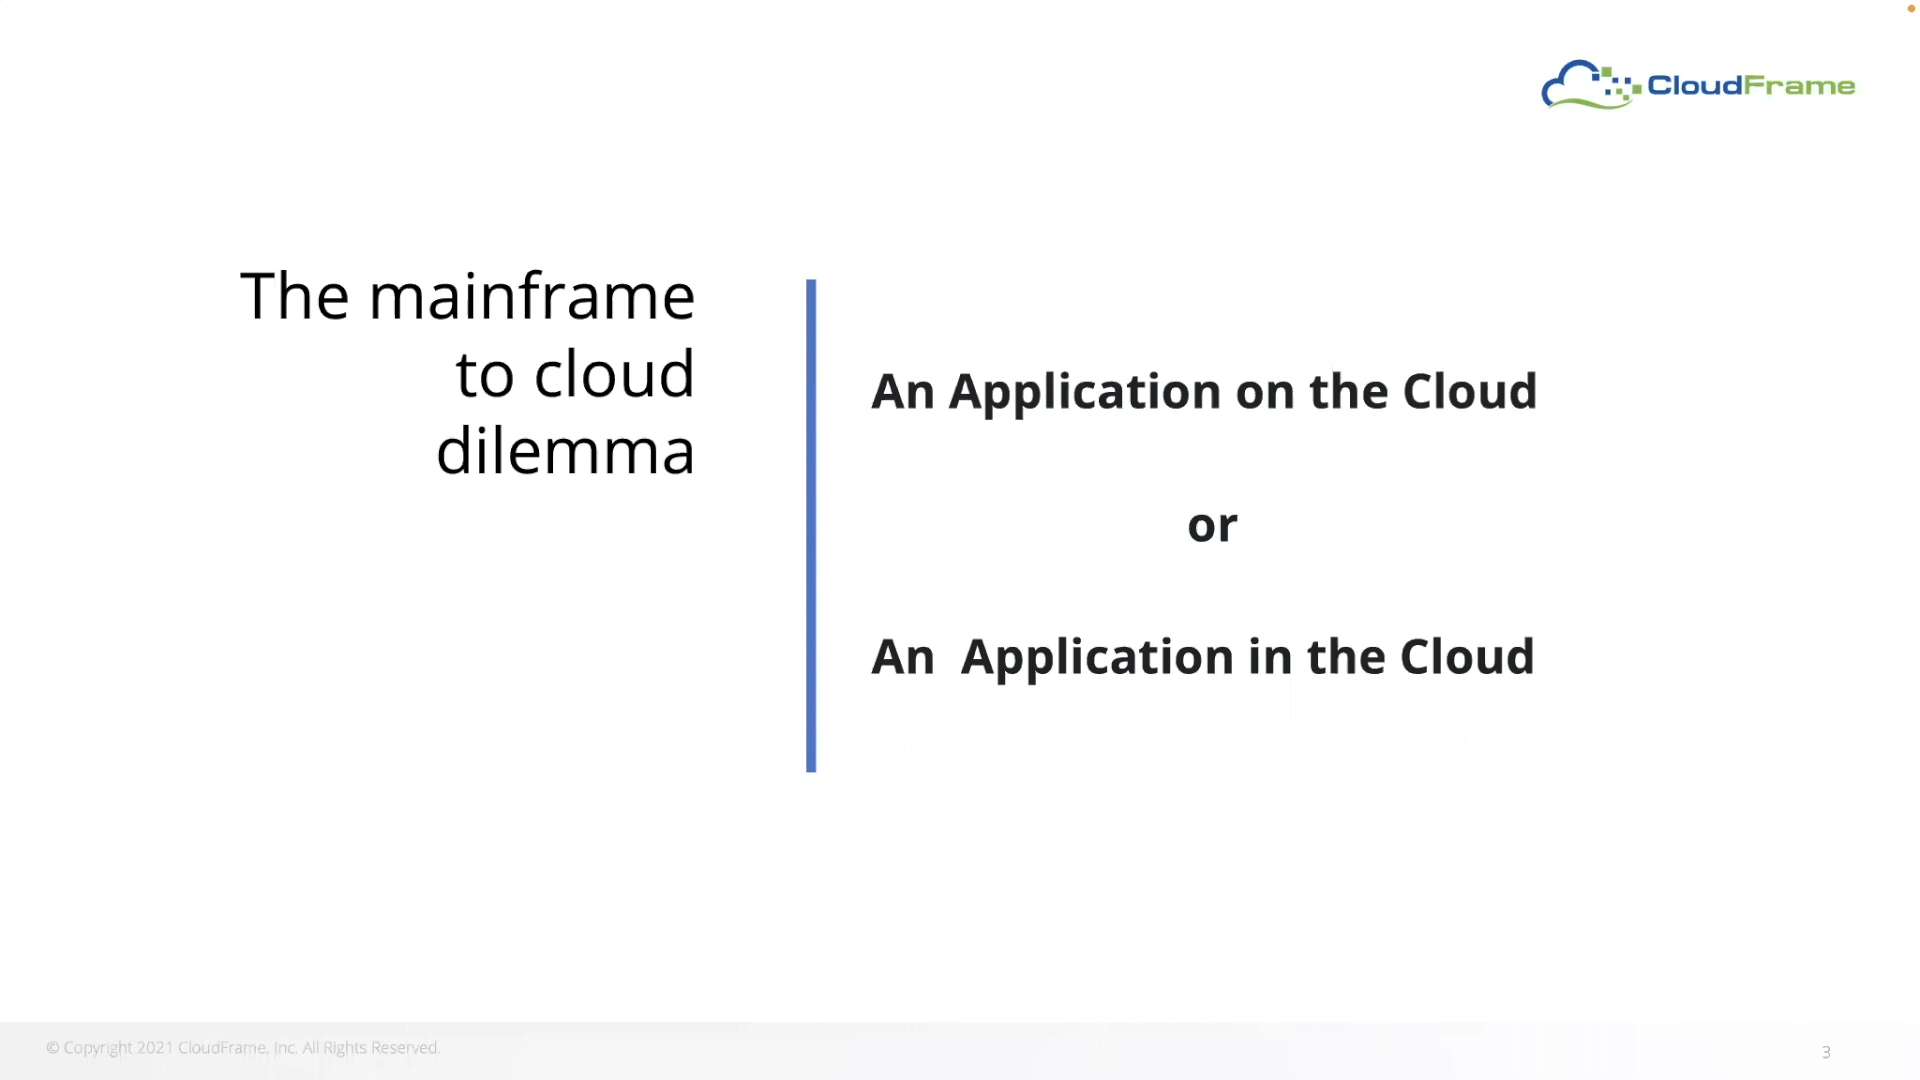 CloudFrame
The mainframe
to cloud
dilemma
An Application on the Cloud
or
An  Application in the Cloud
© Copyright 2021 CloudFrame, Inc. All Rights Reserved.
3